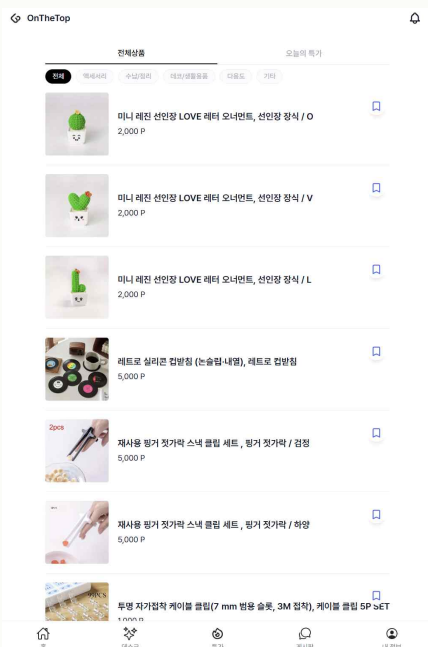 OnTheTop
전체상품
오늘의 특가
전체
액세서리
수납/정리
데코/생활용품
다용도
기타
미니 레진 선인장 LOVE 레터 오너먼트, 선인장 장식 / O
2,000 P
미니 레진 선인장 LOVE 레터 오너먼트, 선인장 장식 / V
2,000 P
미니 레진 선인장 LOVE 레터 오너먼트, 선인장 장식 / L
2,000 P
레트로 실리콘 컵받침 (논슬립·내열), 레트로 컵받침
5,000 P
2pcs
재사용 핑거 젓가락 스낵 클립 세트 , 핑거 젓가락 / 검정
5,000 P
재사용 핑거 젓가락 스낵 클립 세트 , 핑거 젓가락 / 하양
5,000 P
투명 자가접착 케이블 클립(7 mm 범용 슬롯, 3M 접착), 케이블 클립 5P SET
1,000 P